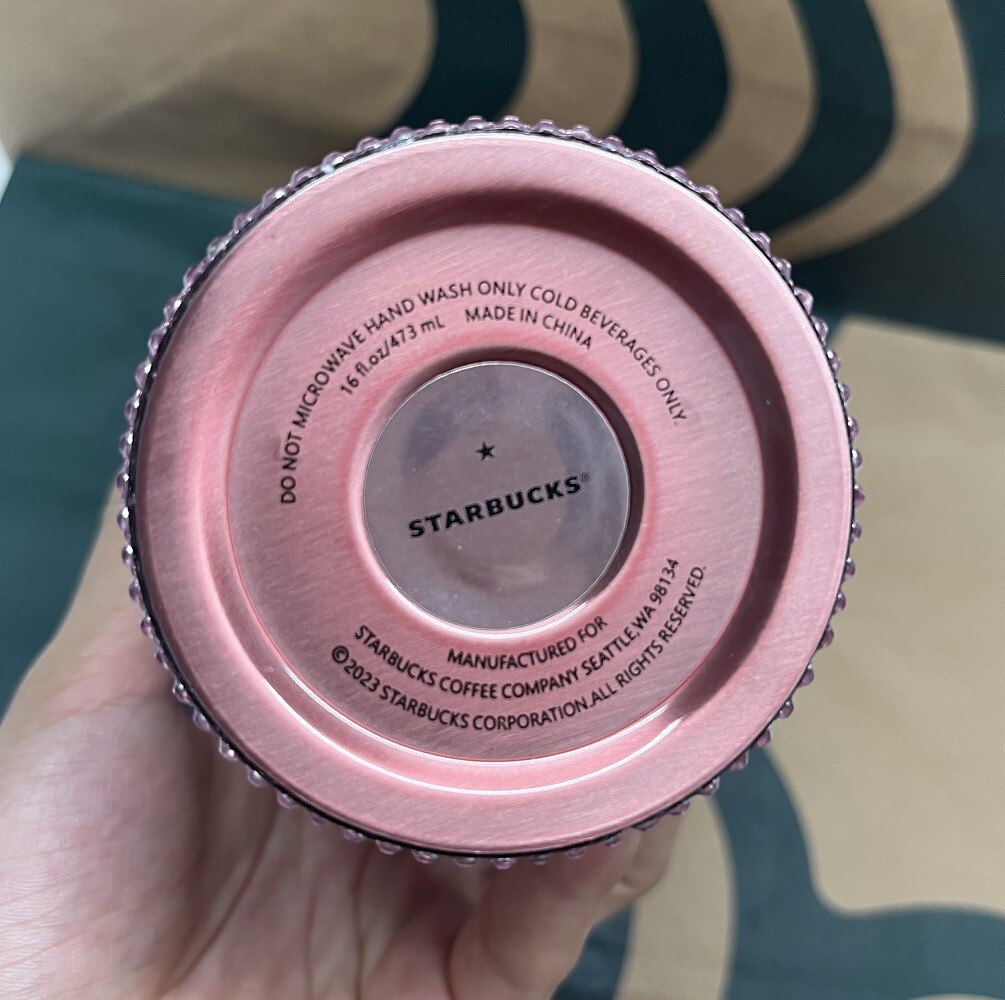 DO NOT MICROWAVE HAND WASH ONLY COLD BEVERAGES ONLY.
16 fl.oz/473 mL MADE IN CHINA
STARBUCKS®
MANUFACTURED FOR
STARBUCKS COFFEE COMPANY SEATTLE,WA 98134
©2023 STARBUCKS CORPORATION.ALL RIGHTS RESERVED.